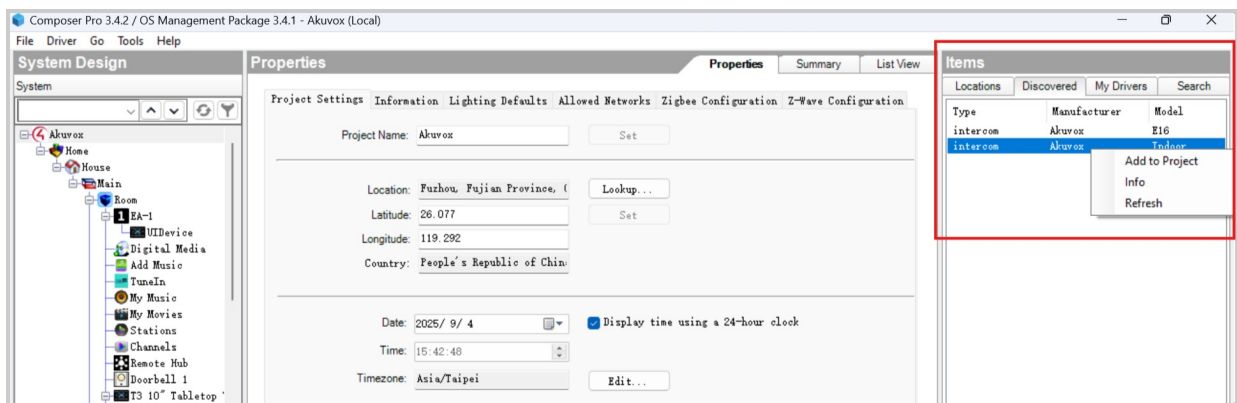 Composer Pro 3.4.2 / OS Management Package 3.4.1 - Akuvox (Local)
File Driver Go Tools Help
System Design
System
Akuvox
Home
House
Main
Room
1 EA-1
UIDevice
Digital Media
Add Music
TuneIn
My Music
My Movies
Stations
Channels
Remote Hub
Doorbell 1
T3 10" Tabletop
Properties
Properties Summary List View
Project Settings Information Lighting Defaults Allowed Networks Zigbee Configuration Z-Wave Configuration
Project Name: Akuvox Set
Location: Fuzhou, Fujian Province, ( Lookup...
Latitude: 26.077 Set
Longitude: 119.292
Country: People's Republic of Chin
Date: 2025/ 9/ 4 Display time using a 24-hour clock
Time: 15:42:48
Timezone: Asia/Taipei Edit...
Items
Locations Discovered My Drivers Search
Type Manufacturer Model
intercom Akuvox E16
intercom Akuvox Indoor
Add to Project
Info
Refresh